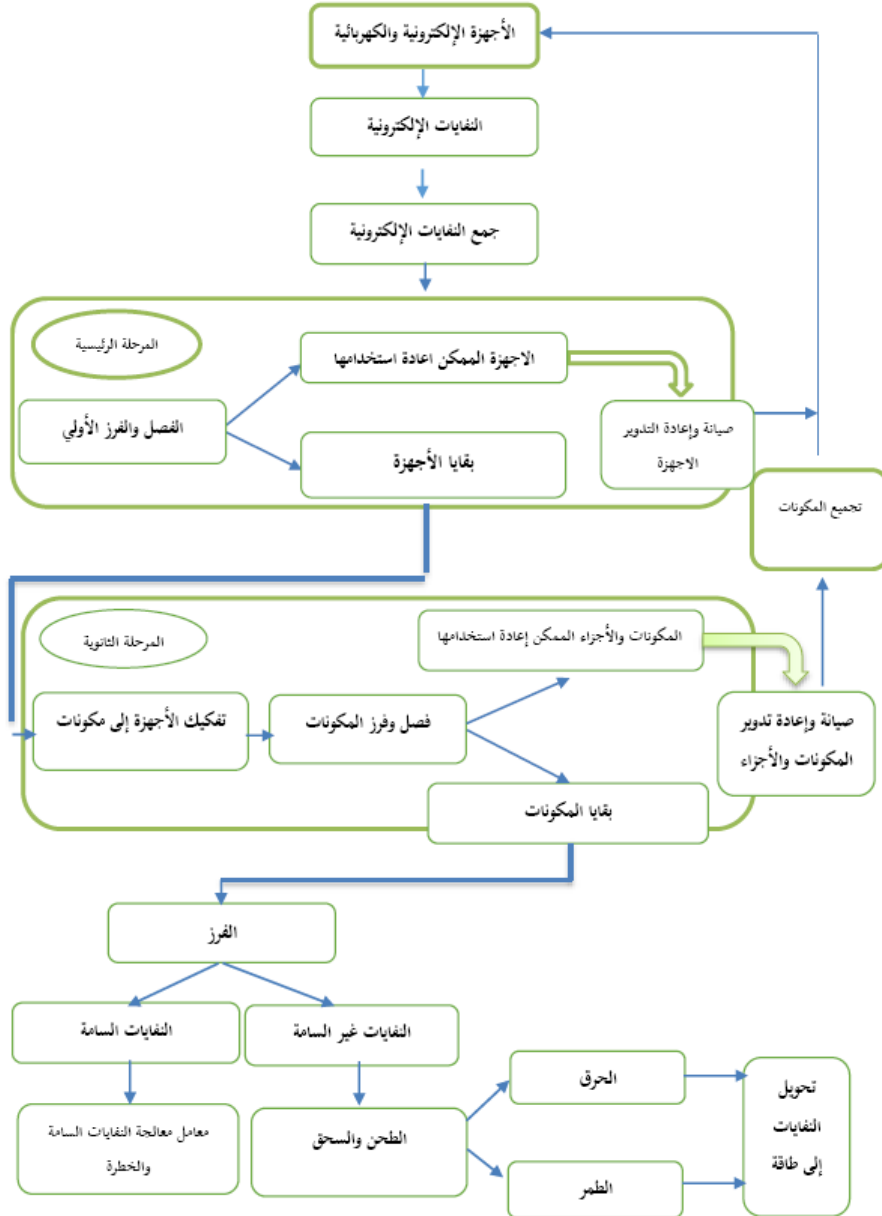 الأجهزة الإلكترونية والكهربائية
النفايات الإلكترونية
جمع النفايات الإلكترونية
المرحلة الرئيسية
الاجهزة الممكن اعادة استخدامها
الفصل والفرز الأولي
صيانة وإعادة التدوير
الاجهزة
بقايا الأجهزة
تجميع المكونات
المرحلة الثانوية
المكونات والأجزاء الممكن إعادة استخدامها
تفكيك الأجهزة إلى مكونات
فصل وفرز المكونات
صيانة وإعادة تدوير
المكونات والأجزاء
بقايا المكونات
الفرز
النفايات السامة
النفايات غير السامة
معامل معالجة النفايات السامة
والخطرة
الطحن والسحق
الحرق
الطمر
تحويل
النفايات
إلى طاقة